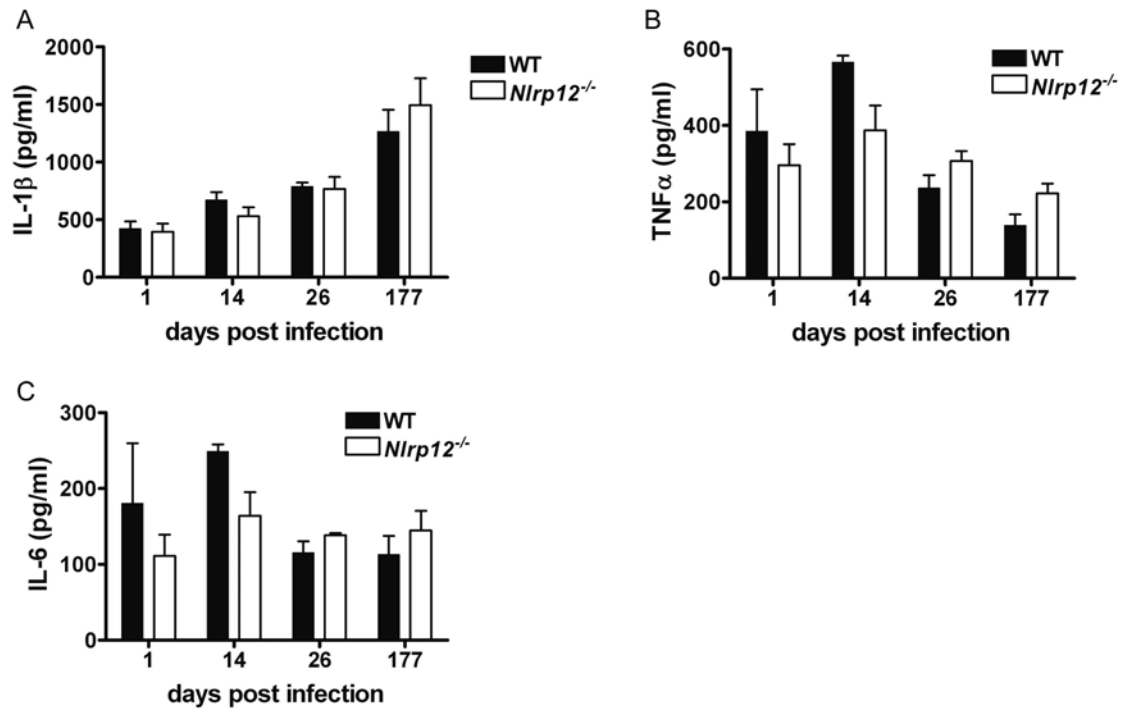 A
IL-1β (pg/ml)
2000
1500
1000
500
0
1 14 26 177
days post infection
WT
Nlrp12-/-
B
TNFα (pg/ml)
600
400
200
0
1 14 26 177
days post infection
WT
Nlrp12-/-
C
IL-6 (pg/ml)
300
200
100
0
1 14 26 177
days post infection
WT
Nlrp12-/-